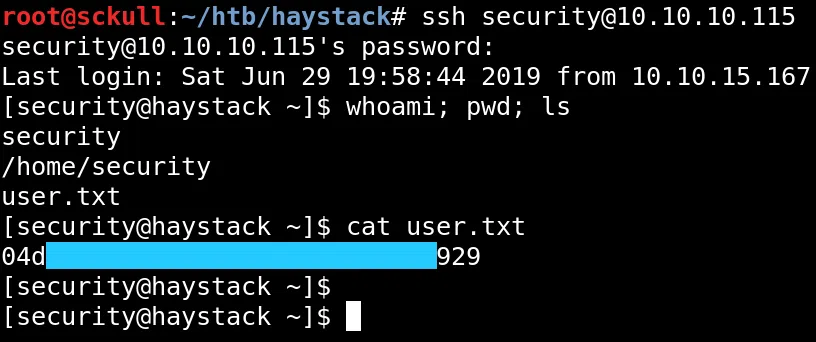 root@sckull:~/htb/haystack# ssh security@10.10.10.115
security@10.10.10.115's password:
Last login: Sat Jun 29 19:58:44 2019 from 10.10.15.167
[security@haystack ~]$ whoami; pwd; ls
security
/home/security
user.txt
[security@haystack ~]$ cat user.txt
04d 929
[security@haystack ~]$
[security@haystack ~]$